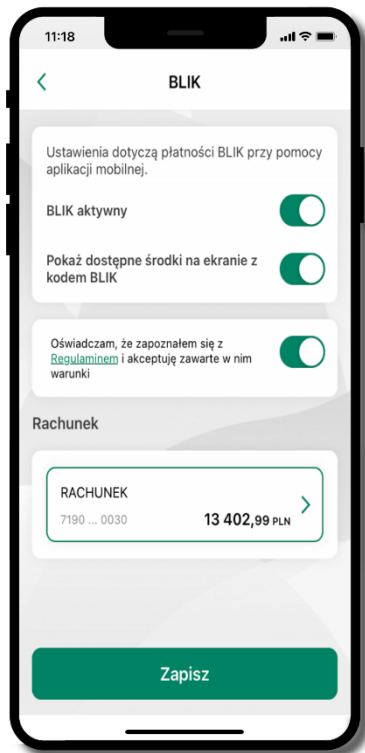 11:18
BLIK
Ustawienia dotyczą płatności BLIK przy pomocy
aplikacji mobilnej.
BLIK aktywny
Pokaż dostępne środki na ekranie z
kodem BLIK
Oświadczam, że zapoznałem się z
Regulaminem i akceptuję zawarte w nim
warunki
Rachunek
RACHUNEK
7190 ... 0030 13 402,99 PLN
Zapisz